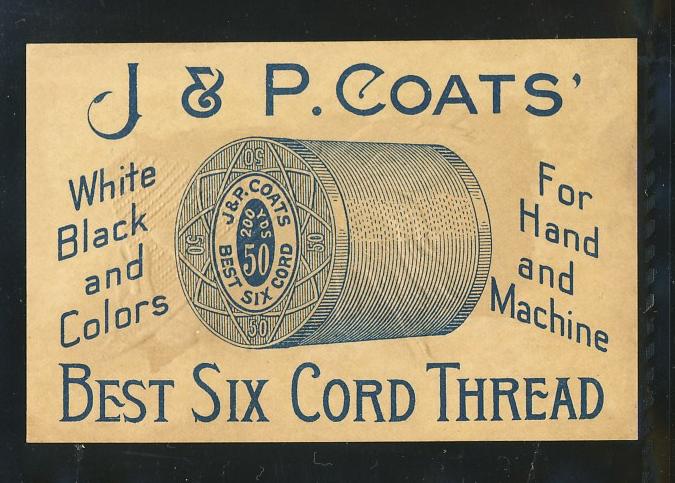 J & P. COATS'
White
Black
and
Colors
For
Hand
and
Machine
50
J.&P. COATS
200
YDS
50
BEST SIX CORD
50
50
50
BEST SIX CORD THREAD